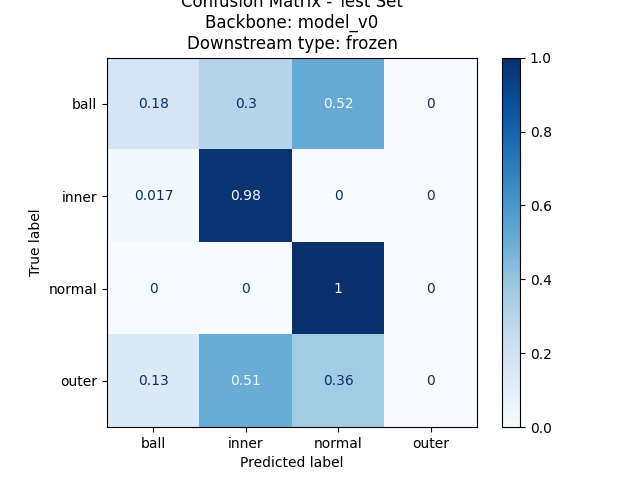 Confusion Matrix - Test Set
Backbone: model_v0
Downstream type: frozen
ball 0.18 0.3 0.52 0
inner 0.017 0.98 0 0
normal 0 0 1 0
outer 0.13 0.51 0.36 0
ball inner normal outer
Predicted label
True label
1.0
0.8
0.6
0.4
0.2
0.0